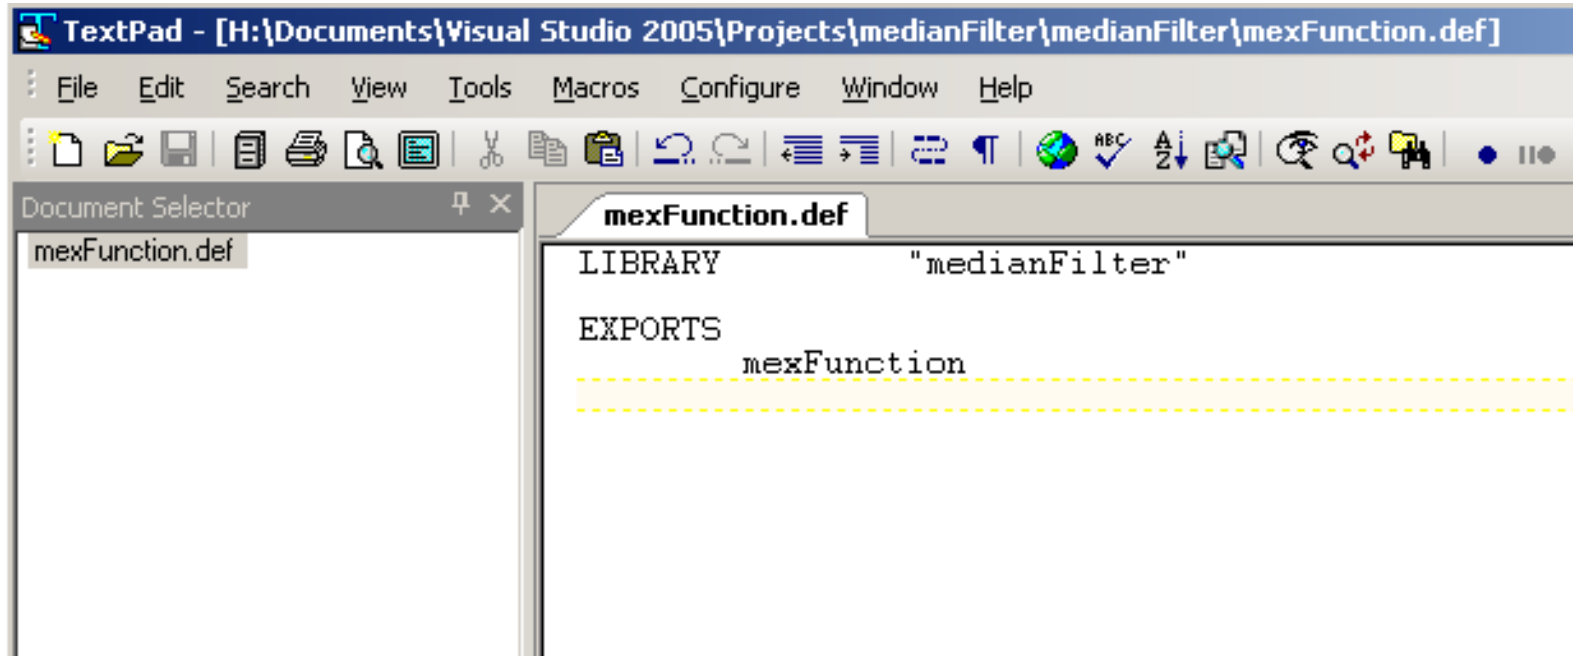 TextPad - [H:\Documents\Visual Studio 2005\Projects\medianFilter\medianFilter\mexFunction.def]
File Edit Search View Tools Macros Configure Window Help
ABC
A
Z
Document Selector
mexFunction.def
mexFunction.def
LIBRARY "medianFilter"
EXPORTS
mexFunction